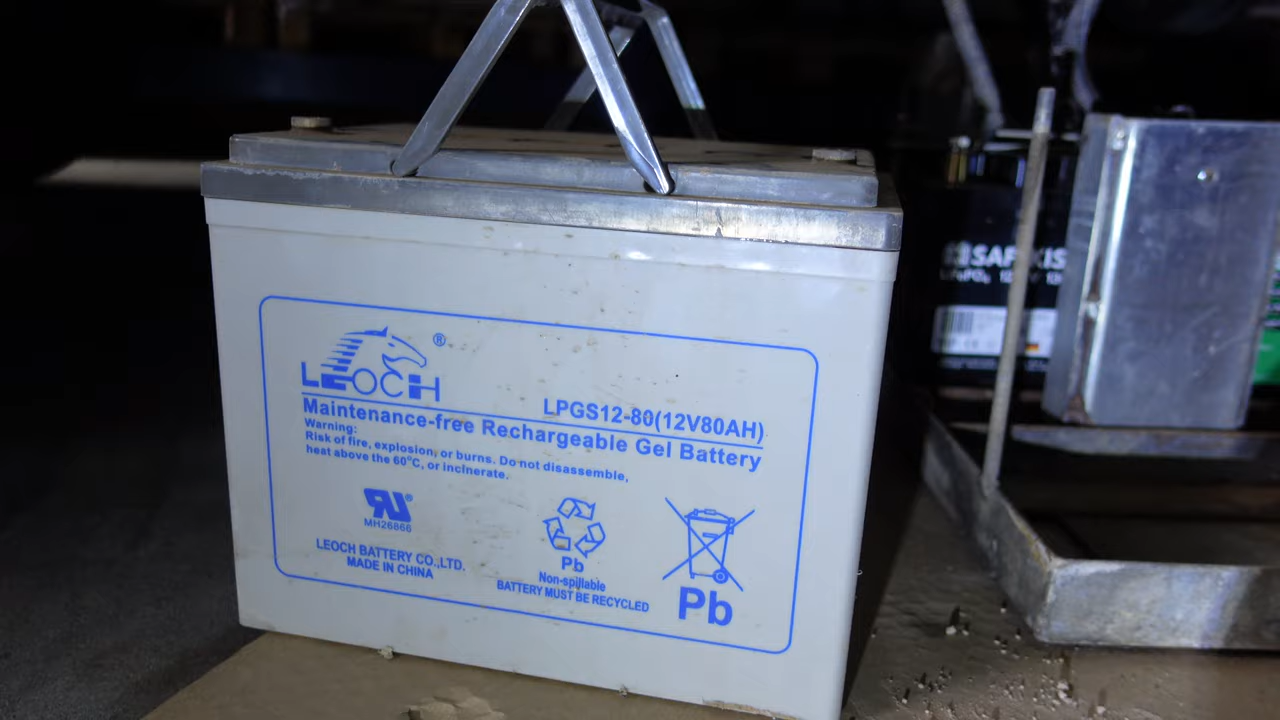 LEOCH ®
LPGS12-80(12V80AH)
Maintenance-free Rechargeable Gel Battery
Warning:
Risk of fire, explosion, or burns. Do not disassemble,
heat above the 60°C, or incinerate.
MH26866
LEOCH BATTERY CO.,LTD.
MADE IN CHINA
Pb
Non-spillable
BATTERY MUST BE RECYCLED
Pb